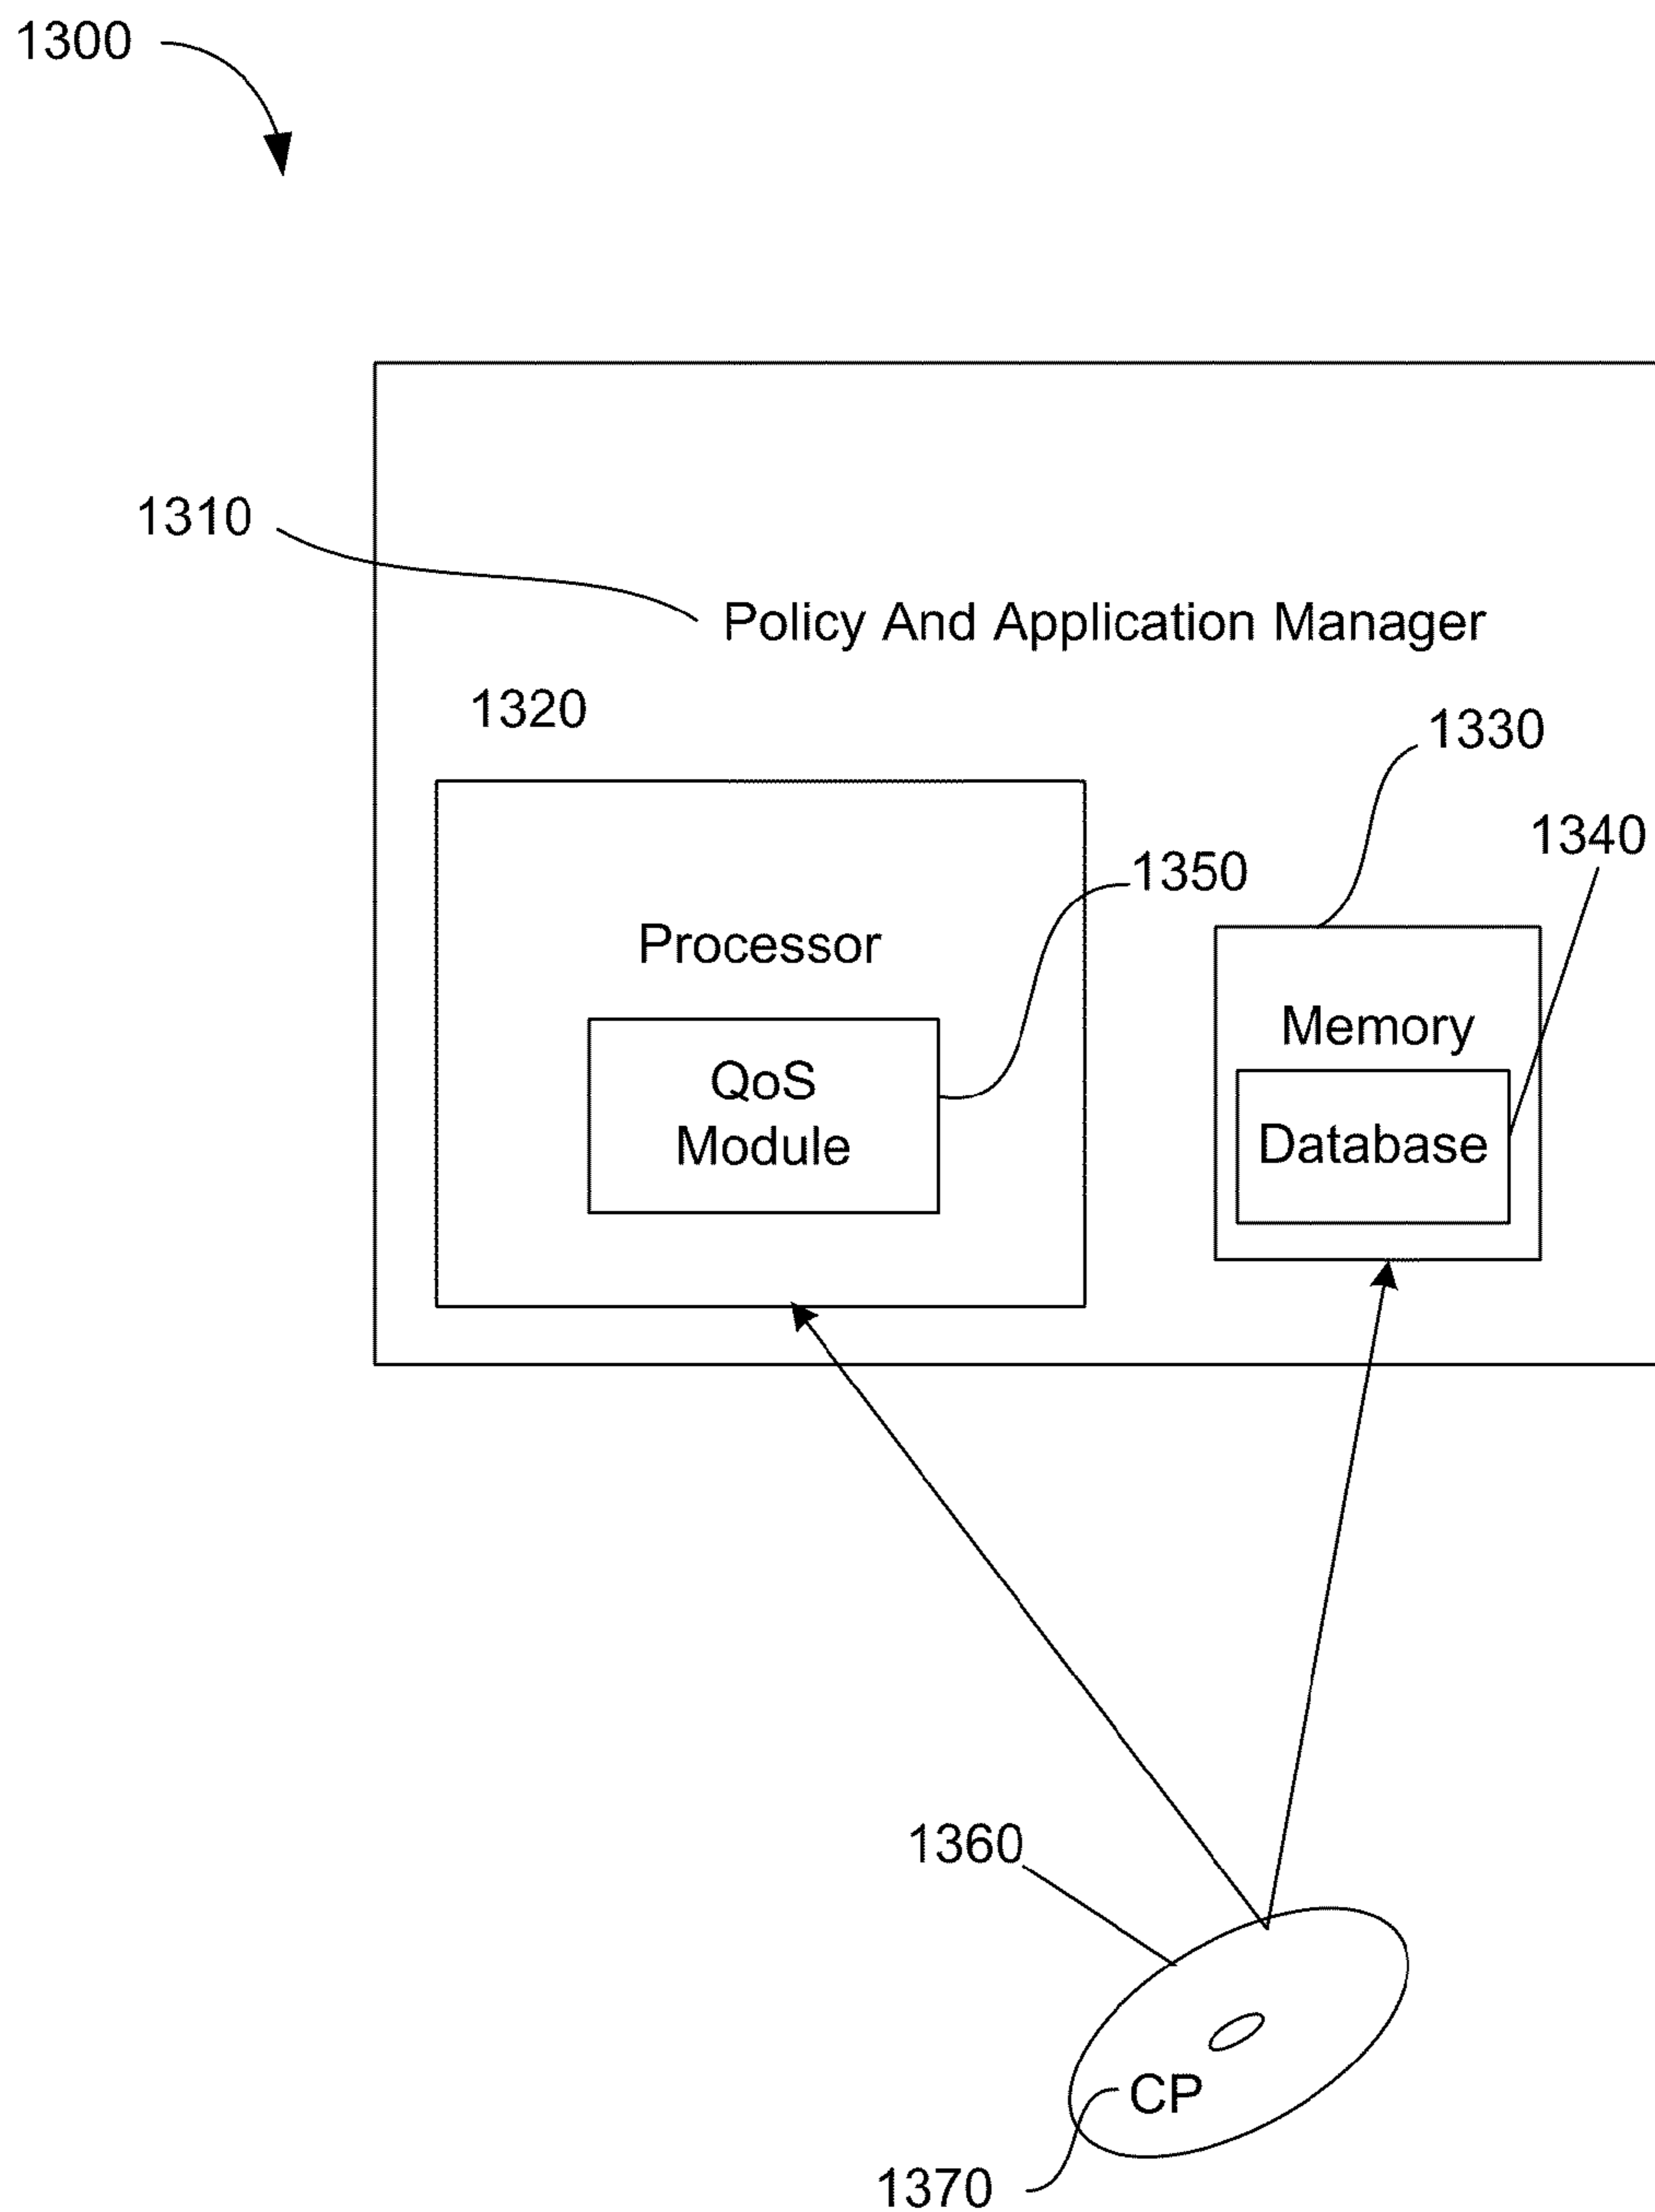 1300
1310
Policy And Application Manager
1320
1330
1340
1350
Processor
Memory
QoS
Module
Database
1360
CP
1370